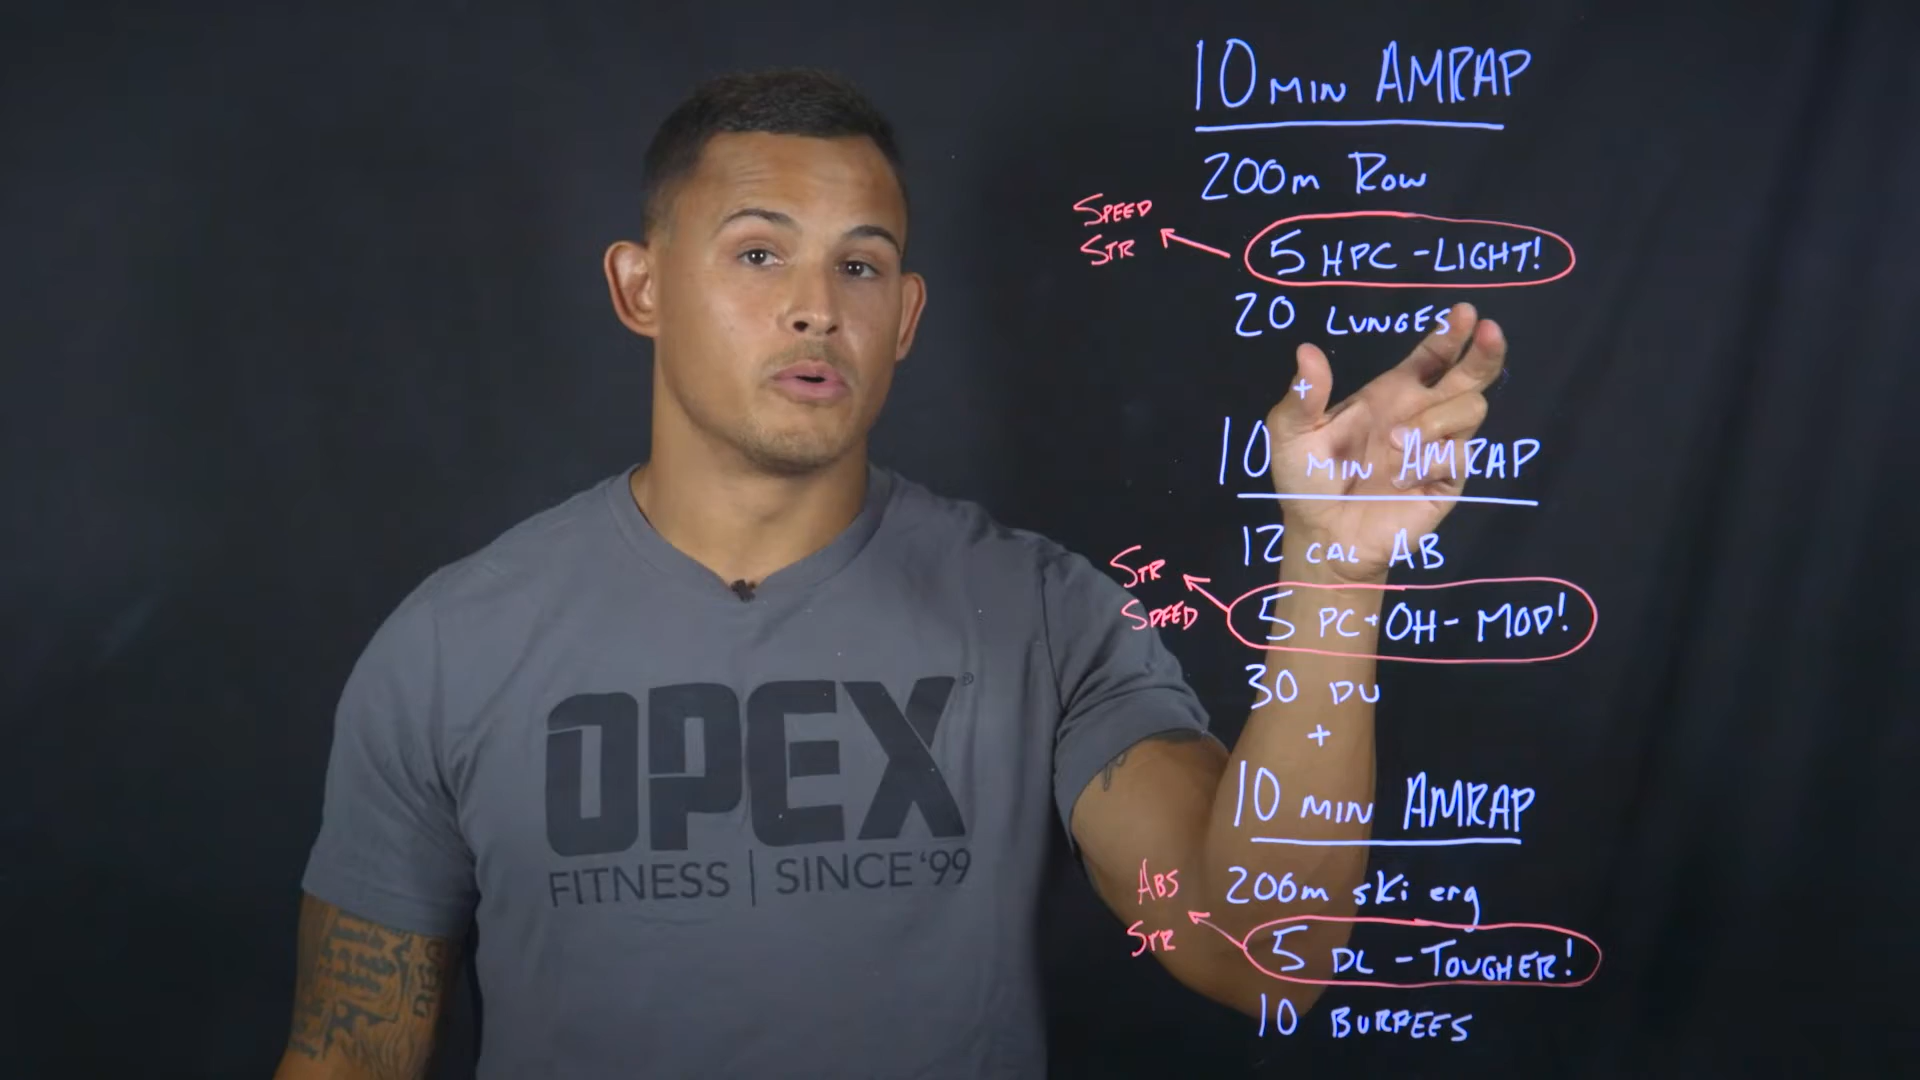 10 MIN AMRAP
200m ROW
SPEED
STR
5 HPC - LIGHT!
20 LUNGES
+
10 MIN AMRAP
12 CAL AB
STR
SPEED
5 PC+OH - MOD!
30 DU
+
10 MIN AMRAP
ABS
STR
200m ski erg
5 DL - TOUGHER!
10 BURPEES
OPEX®
FITNESS | SINCE '99